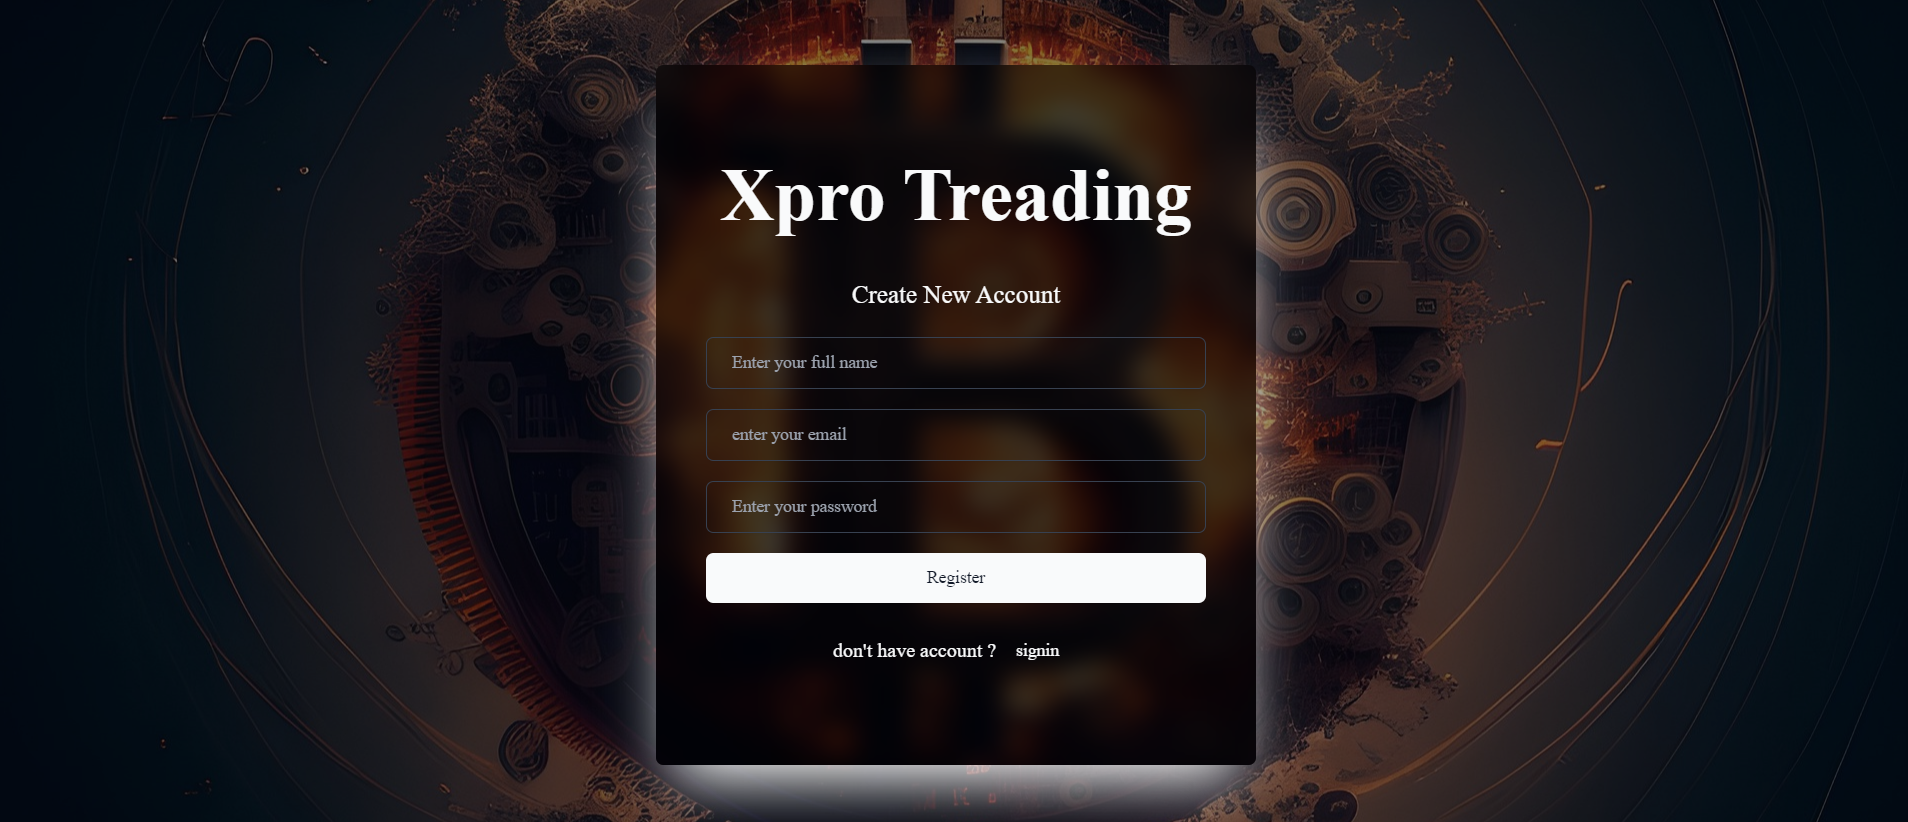 Xpro Treading
Create New Account
Enter your full name
enter your email
Enter your password
Register
don't have account ? signin